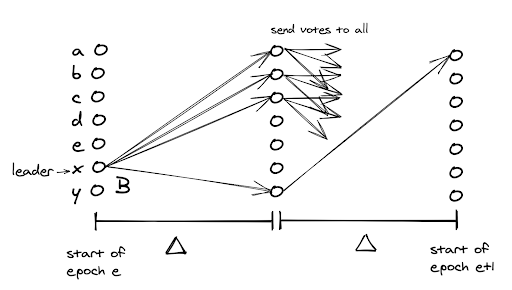 send votes to all
a
b
c
d
e
leader → x
y
B
Δ
Δ
start of
epoch e
start of
epoch e+1